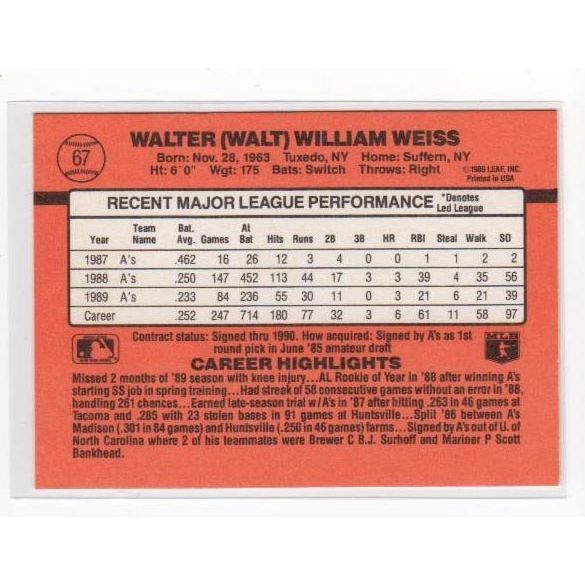 67
WALTER (WALT) WILLIAM WEISS
Born: Nov. 28, 1963 Tuxedo, NY Home: Suffern, NY
Ht: 6´0" Wgt: 175 Bats: Switch Throws: Right
©1989 LEAF, INC.
Printed in USA
RECENT MAJOR LEAGUE PERFORMANCE *Denotes Led League
Year Team Name Bat. Avg. Games At Bat Hits Runs 2B 3B HR RBI Steal Walk SO
1987 A's .462 16 26 12 3 4 0 0 1 1 2 2
1988 A's .250 147 452 113 44 17 3 3 39 4 35 56
1989 A's .233 84 236 55 30 11 0 3 21 6 21 39
Career .252 247 714 180 77 32 3 6 61 11 58 97
Contract status: Signed thru 1990. How acquired: Signed by A's as 1st
round pick in June '85 amateur draft
MLB
CAREER HIGHLIGHTS
Missed 2 months of '89 season with knee injury...AL Rookie of Year in '88 after winning A's
starting SS job in spring training...Had streak of 58 consecutive games without an error in '88,
handling 261 chances...Earned late-season trial w/A's in '87 after hitting .263 in 46 games at
Tacoma and .285 with 23 stolen bases in 91 games at Huntsville...Split '86 between A's
Madison (.301 in 84 games) and Huntsville (.250 in 46 games) farms...Signed by A's out of U. of
North Carolina where 2 of his teammates were Brewer C B.J. Surhoff and Mariner P Scott
Bankhead.